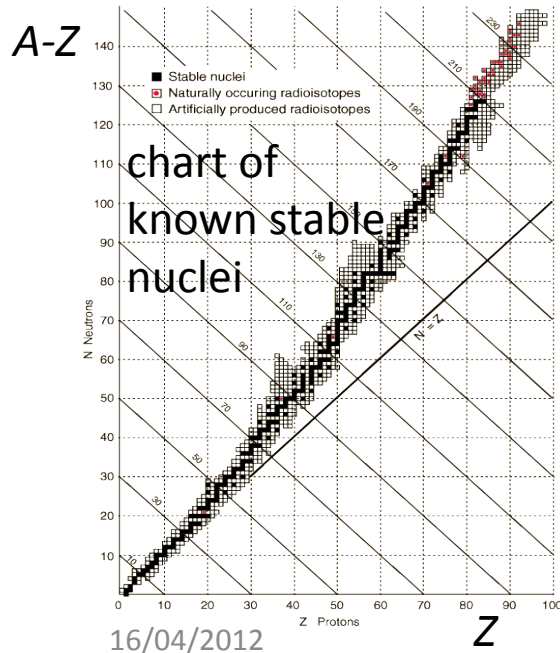 A-Z
140
130
120
110
100
90
80
70
60
50
40
30
20
10
0
N Neutrons
Stable nuclei
Naturally occuring radioisotopes
Artificially produced radioisotopes
chart of
known stable
nuclei
230
210
190
170
130
110
90
70
50
30
10
N = Z
0 10 20 30 40 50 60 70 80 90 100
Z Protons
16/04/2012
Z